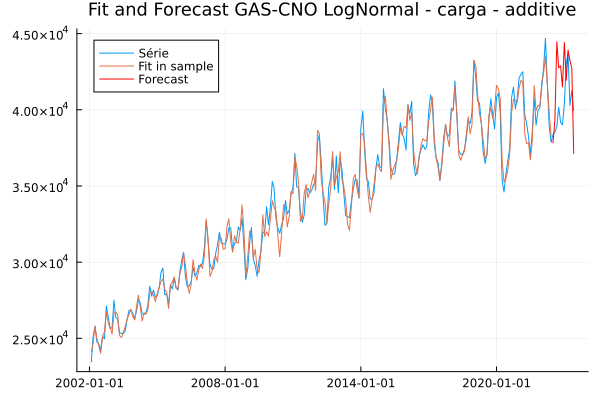 Fit and Forecast GAS-CNO LogNormal - carga - additive
4.50×10⁴
Série
Fit in sample
Forecast
4.00×10⁴
3.50×10⁴
3.00×10⁴
2.50×10⁴
2002-01-01 2008-01-01 2014-01-01 2020-01-01